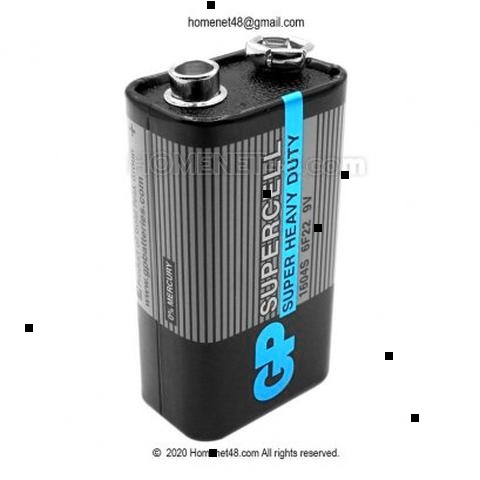 homenet48@gmail.com
HOMENET48.com
GP SUPERCELL
SUPER HEAVY DUTY
1604S 6F22 9V
0% MERCURY
www.gpbatteries.com
+
© 2020 Homenet48.com All rights reserved.